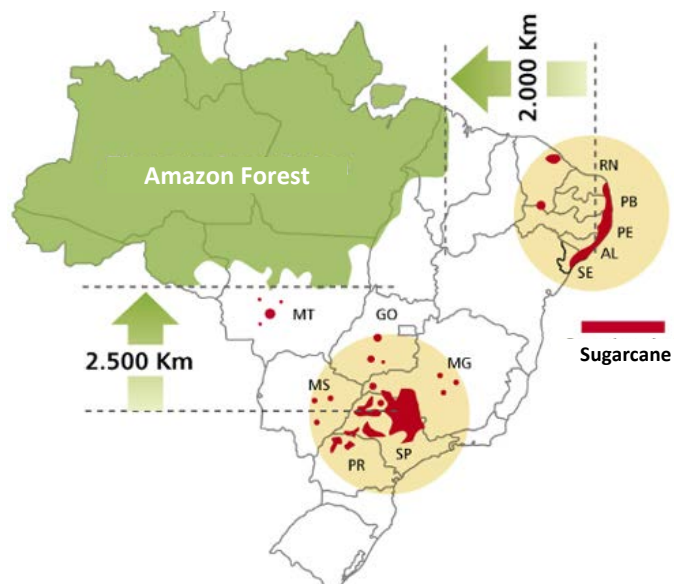 2.000 Km
Amazon Forest
RN
PB
PE
AL
SE
MT
GO
Sugarcane
2.500 Km
MS
MG
PR
SP